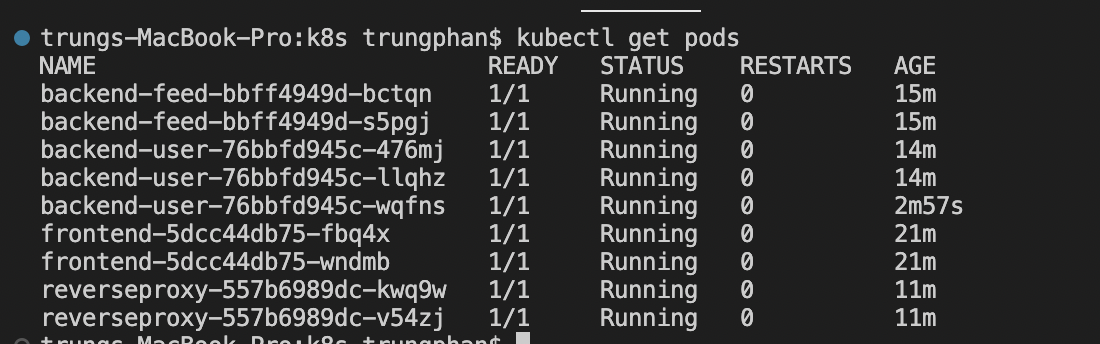 trungs-MacBook-Pro:k8s trungphan$ kubectl get pods
NAME READY STATUS RESTARTS AGE
backend-feed-bbff4949d-bctqn 1/1 Running 0 15m
backend-feed-bbff4949d-s5pgj 1/1 Running 0 15m
backend-user-76bbfd945c-476mj 1/1 Running 0 14m
backend-user-76bbfd945c-llqhz 1/1 Running 0 14m
backend-user-76bbfd945c-wqfns 1/1 Running 0 2m57s
frontend-5dcc44db75-fbq4x 1/1 Running 0 21m
frontend-5dcc44db75-wndmb 1/1 Running 0 21m
reverseproxy-557b6989dc-kwq9w 1/1 Running 0 11m
reverseproxy-557b6989dc-v54zj 1/1 Running 0 11m
trungs-MacBook-Pro:k8s trungphan$